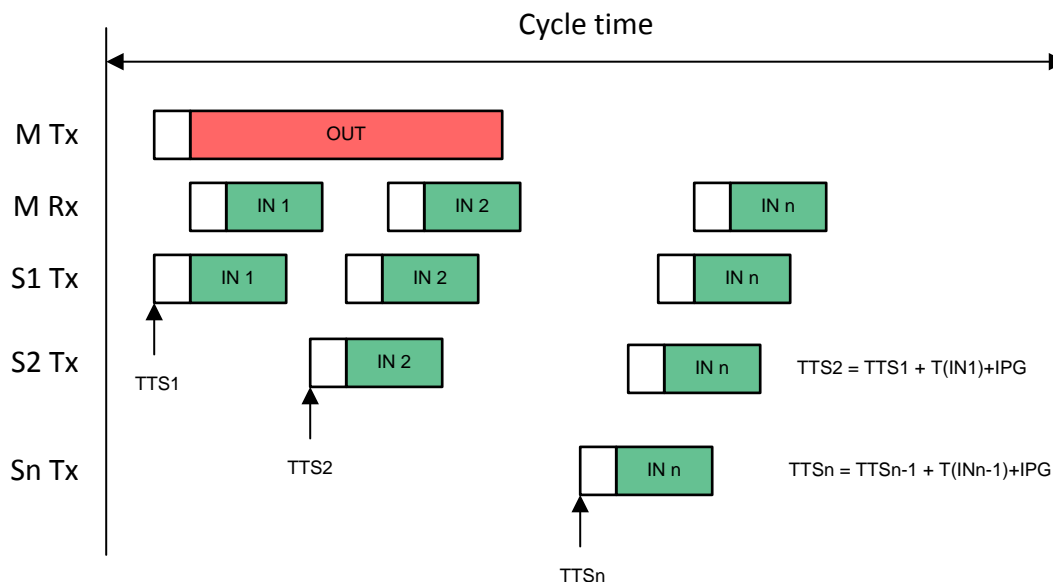 Cycle time
M Tx
OUT
M Rx
IN 1
IN 2
IN n
S1 Tx
IN 1
IN 2
IN n
TTS1
S2 Tx
IN 2
IN n
TTS2 = TTS1 + T(IN1)+IPG
TTS2
Sn Tx
IN n
TTSn = TTSn-1 + T(INn-1)+IPG
TTSn